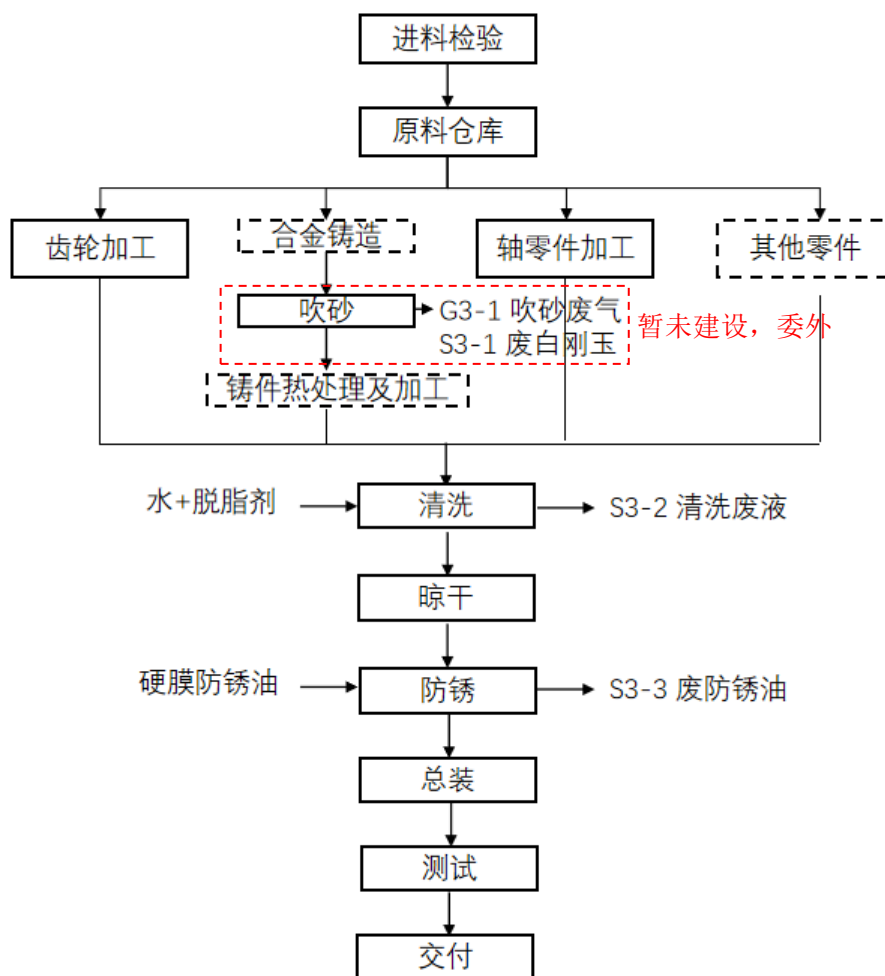 进料检验
原料仓库
齿轮加工
合金铸造
轴零件加工
其他零件
吹砂
G3-1 吹砂废气
S3-1 废白刚玉
暂未建设，委外
铸件热处理及加工
水+脱脂剂
清洗
S3-2 清洗废液
晾干
硬膜防锈油
防锈
S3-3 废防锈油
总装
测试
交付